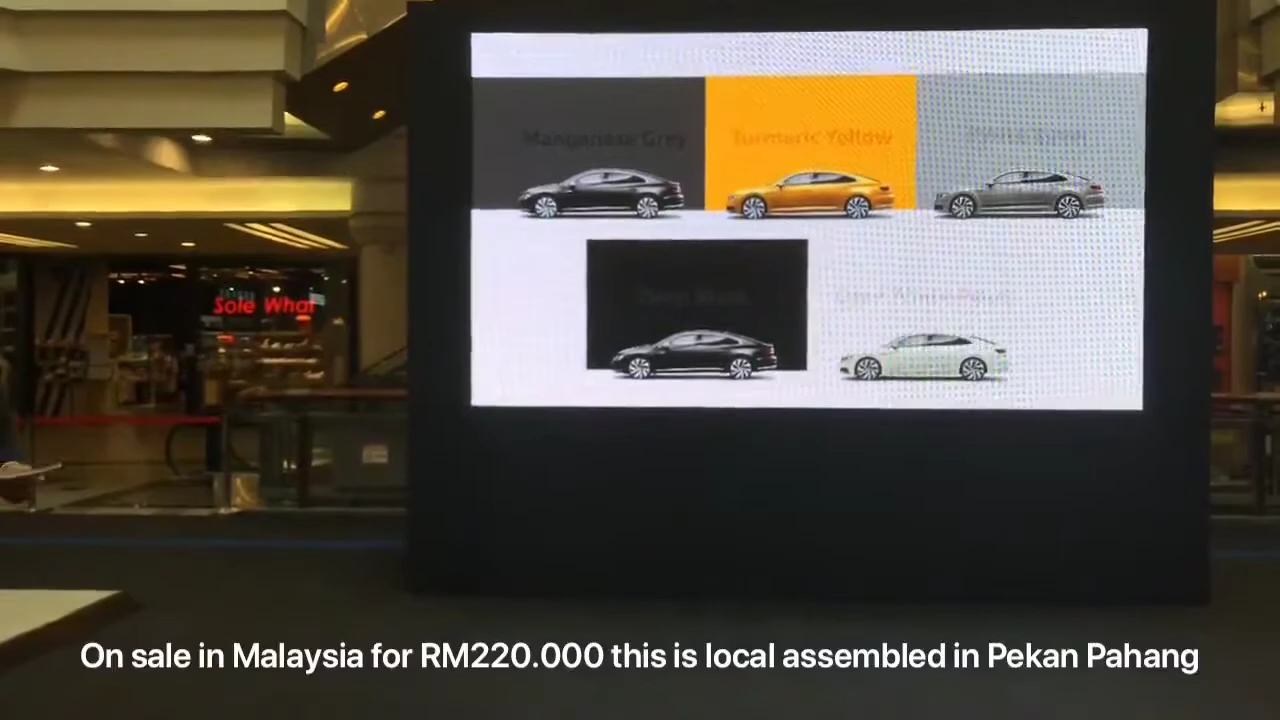 Manganese Grey
Turmeric Yellow
Sole What
On sale in Malaysia for RM220.000 this is local assembled in Pekan Pahang